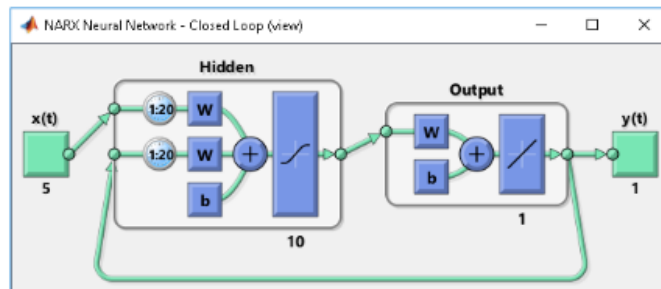 NARX Neural Network - Closed Loop (view)
Hidden
Output
x(t)
1:20
W
1:20
W
b
+
W
b
+
y(t)
5
10
1
1